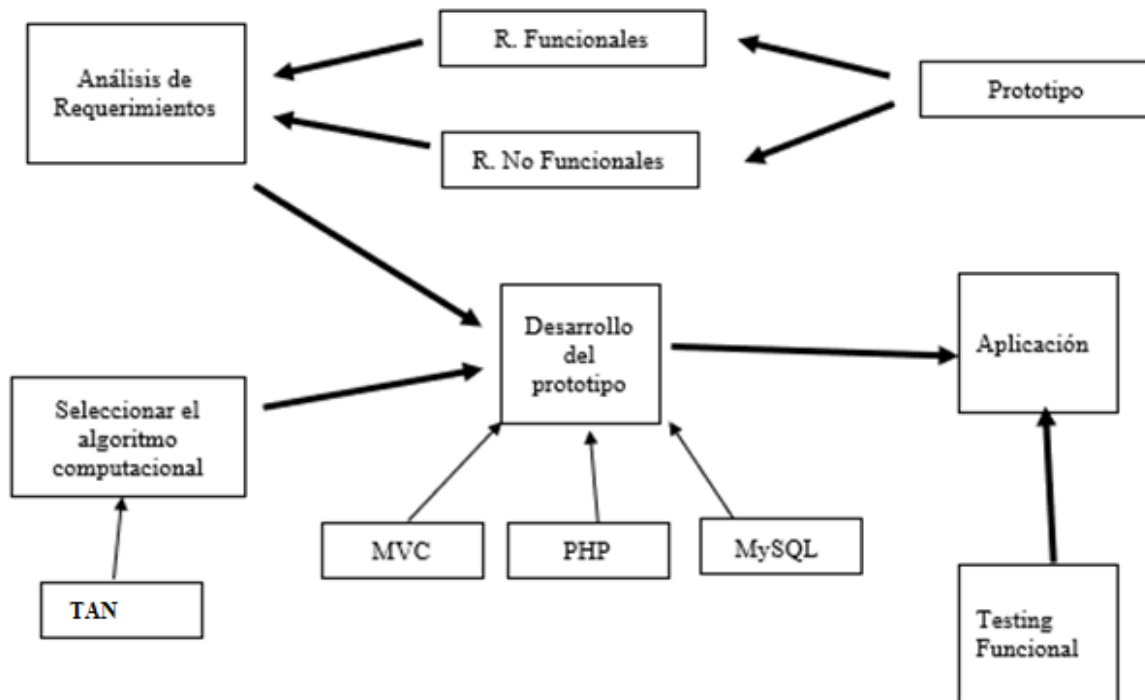 R. Funcionales
Análisis de
Requerimientos
Prototipo
R. No Funcionales
Desarrollo
del
prototipo
Aplicación
Seleccionar el
algoritmo
computacional
MVC
PHP
MySQL
TAN
Testing
Funcional